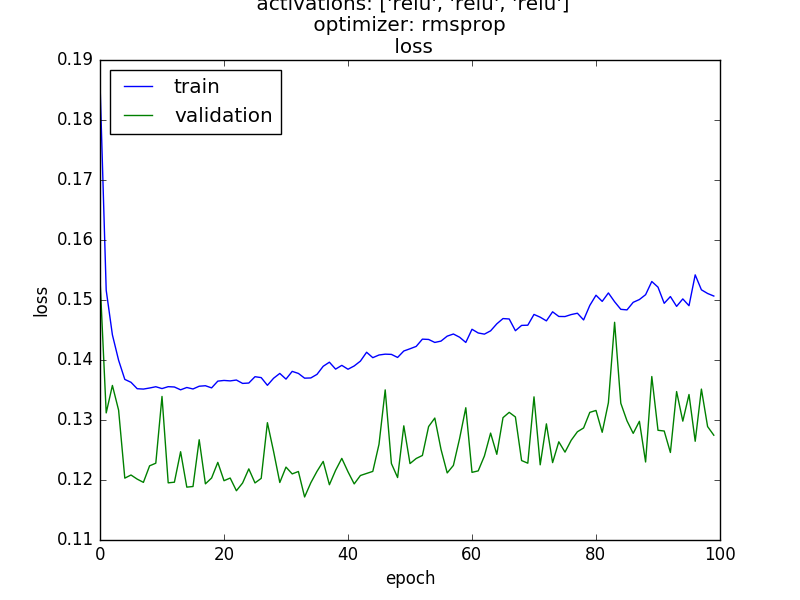 activations: ['relu', 'relu', 'relu']
optimizer: rmsprop
loss
0.19
0.18
0.17
0.16
0.15
0.14
0.13
0.12
0.11
loss
train
validation
0 20 40 60 80 100
epoch